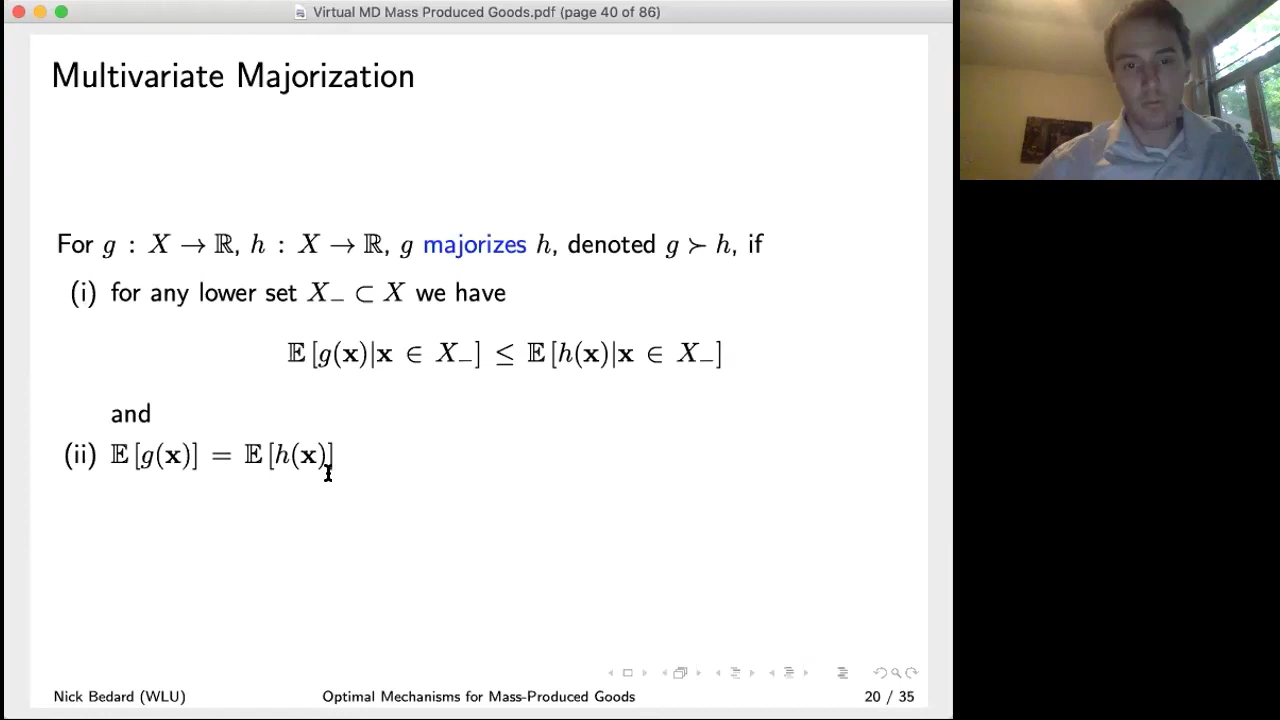 Virtual MD Mass Produced Goods.pdf (page 40 of 86)
Multivariate Majorization
For g : X → ℝ, h : X → ℝ, g majorizes h, denoted g ≻ h, if
(i) for any lower set X₋ ⊂ X we have
𝔼 [g(𝐱)|𝐱 ∈ X₋] ≤ 𝔼 [h(𝐱)|𝐱 ∈ X₋]
and
(ii) 𝔼 [g(𝐱)] = 𝔼 [h(𝐱)]
Nick Bedard (WLU) Optimal Mechanisms for Mass-Produced Goods 20 / 35